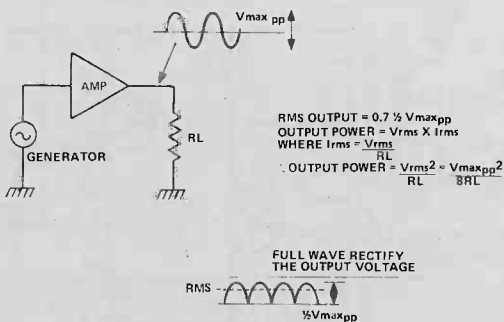 Vmax pp
AMP
RL
GENERATOR
RMS OUTPUT = 0.7 ½ Vmaxpp
OUTPUT POWER = Vrms X Irms
WHERE Irms = Vrms
RL
∴ OUTPUT POWER = Vrms² = Vmaxpp²
RL 8RL
FULL WAVE RECTIFY
THE OUTPUT VOLTAGE
RMS
½Vmaxpp